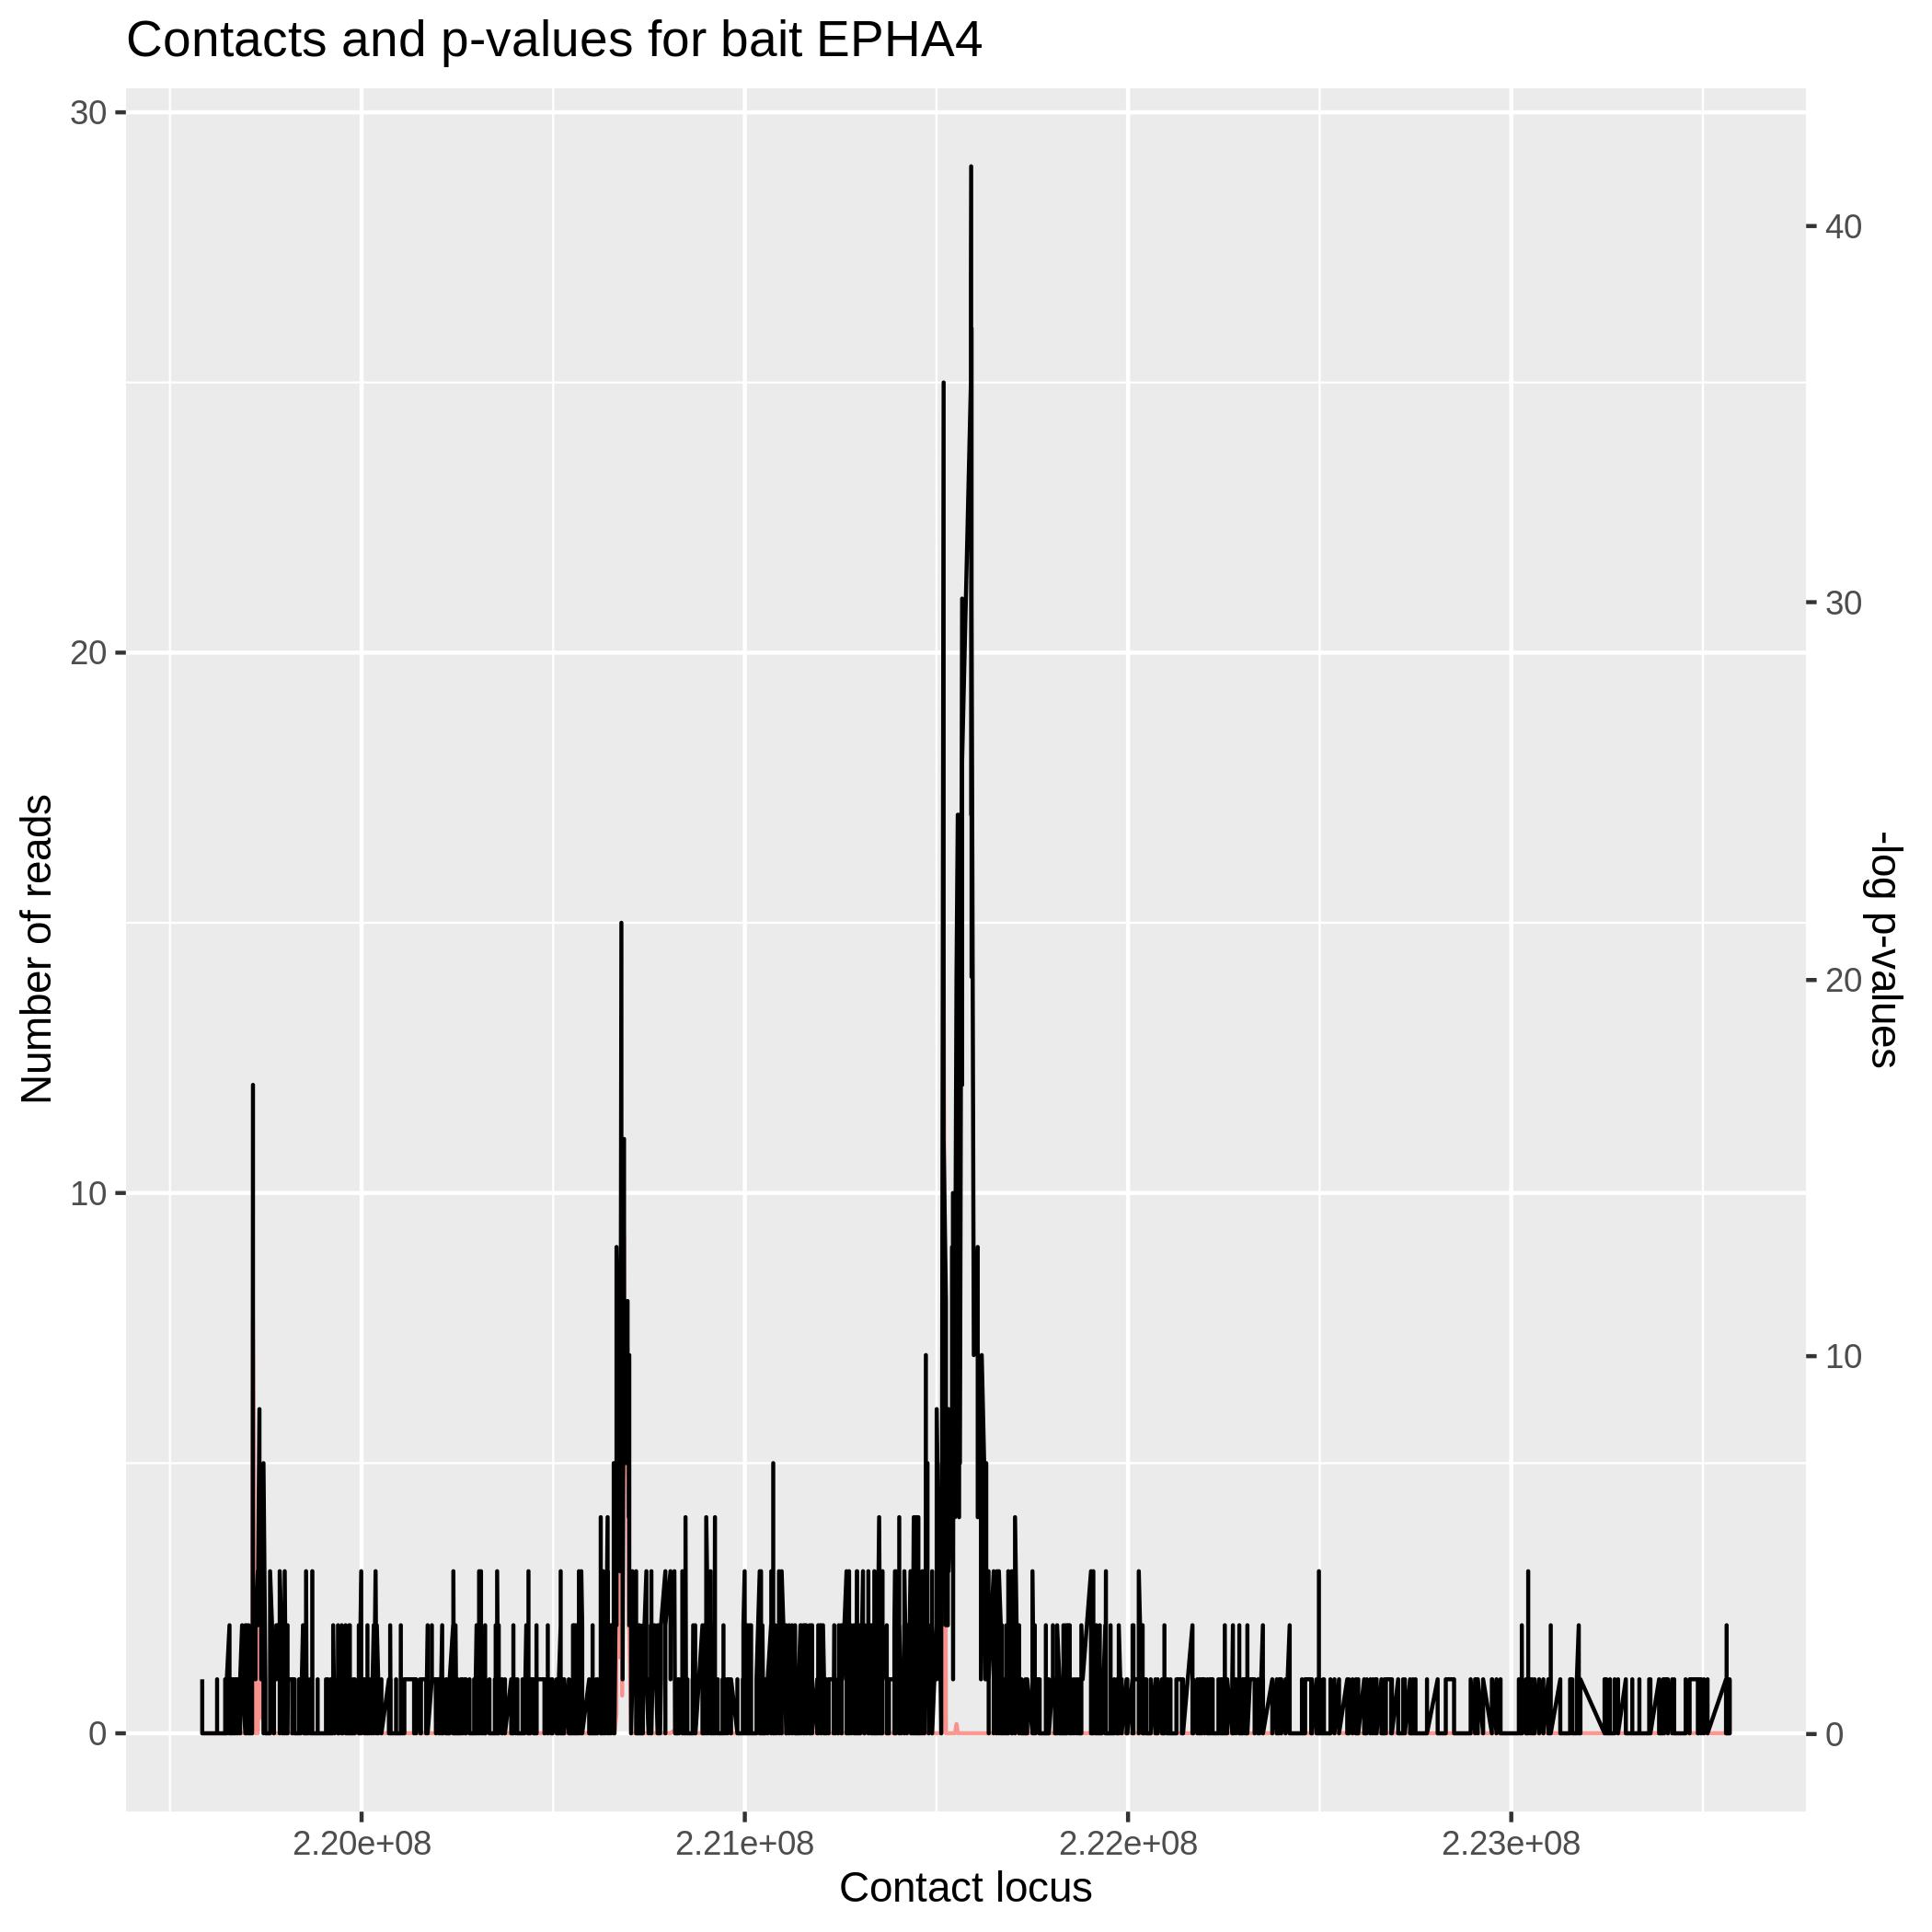 Contacts and p-values for bait EPHA4
30
20
10
0
Number of reads
40
30
20
10
0
-log p-values
2.20e+08 2.21e+08 2.22e+08 2.23e+08
Contact locus